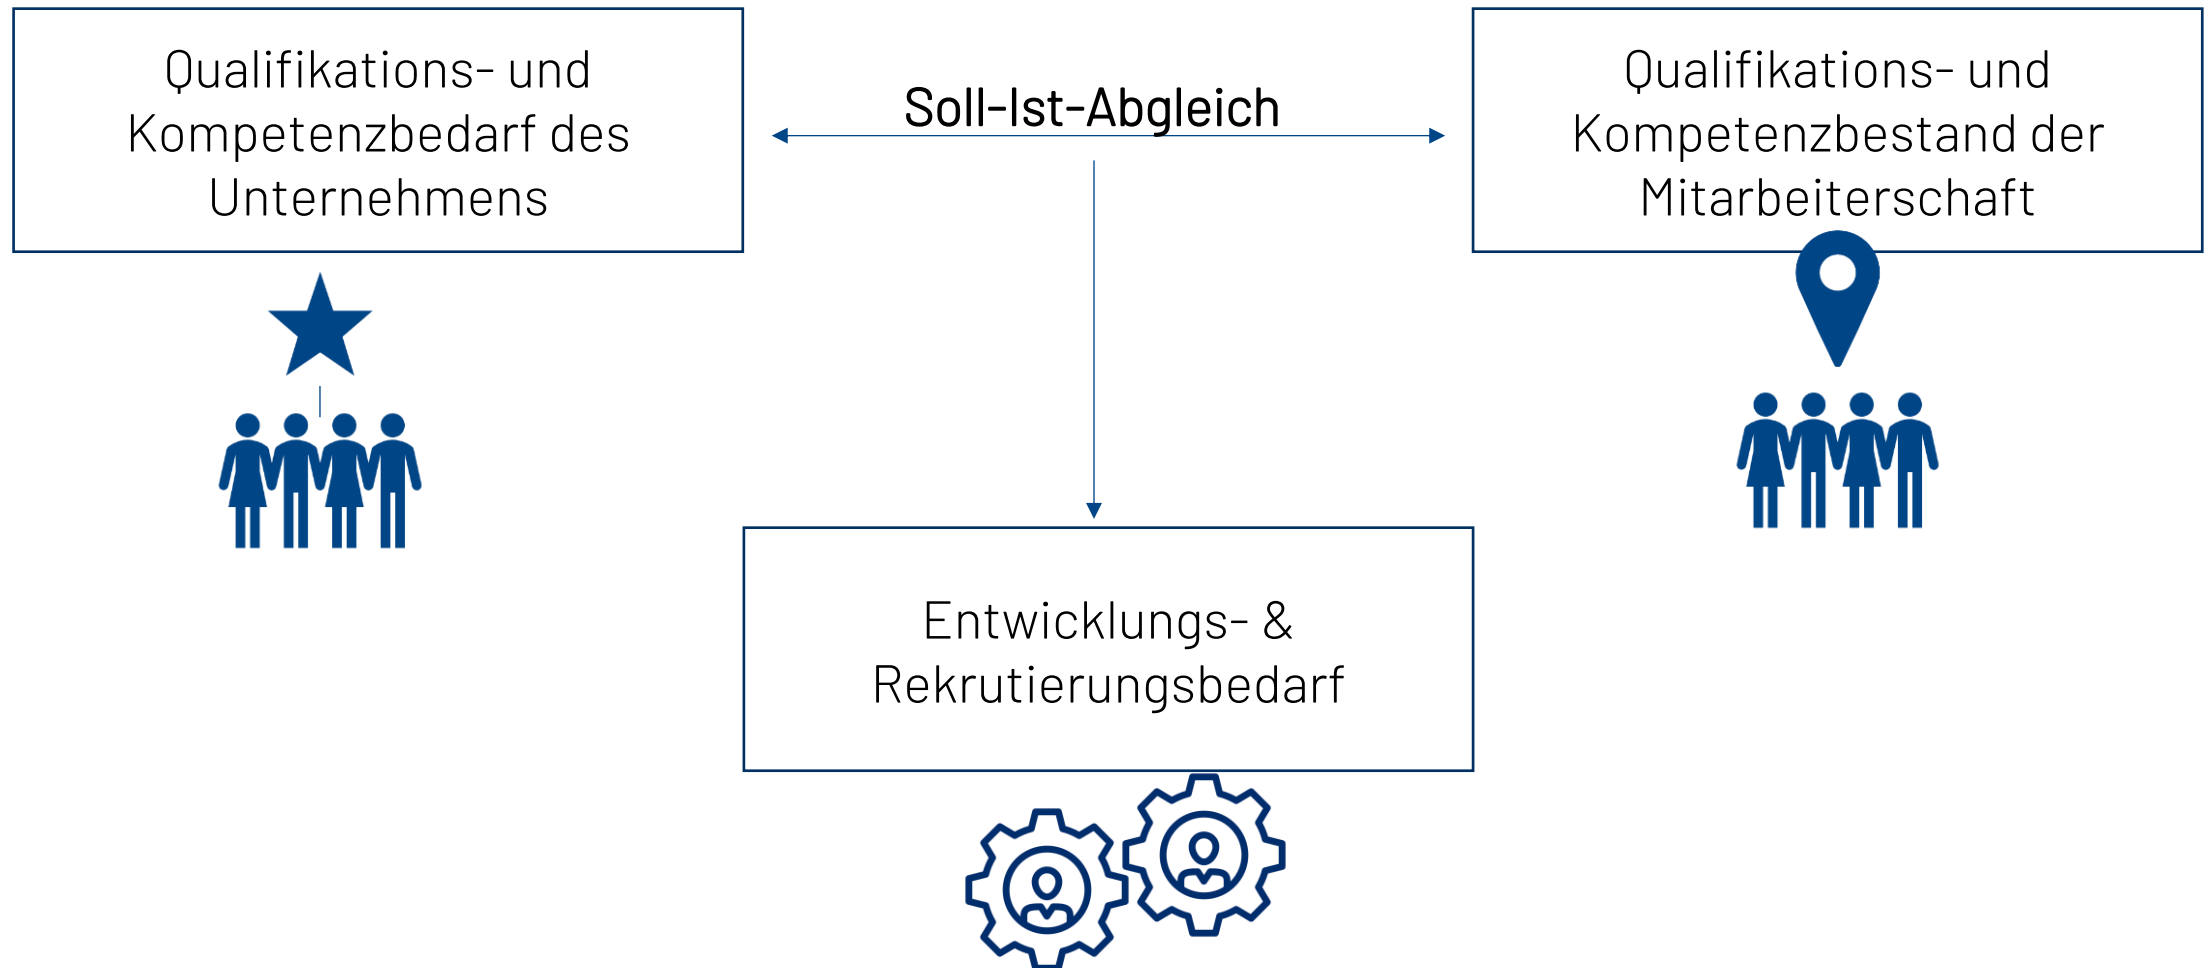 Qualifikations- und
Kompetenzbedarf des
Unternehmens
Soll-Ist-Abgleich
Qualifikations- und
Kompetenzbestand der
Mitarbeiterschaft
Entwicklungs- &
Rekrutierungsbedarf